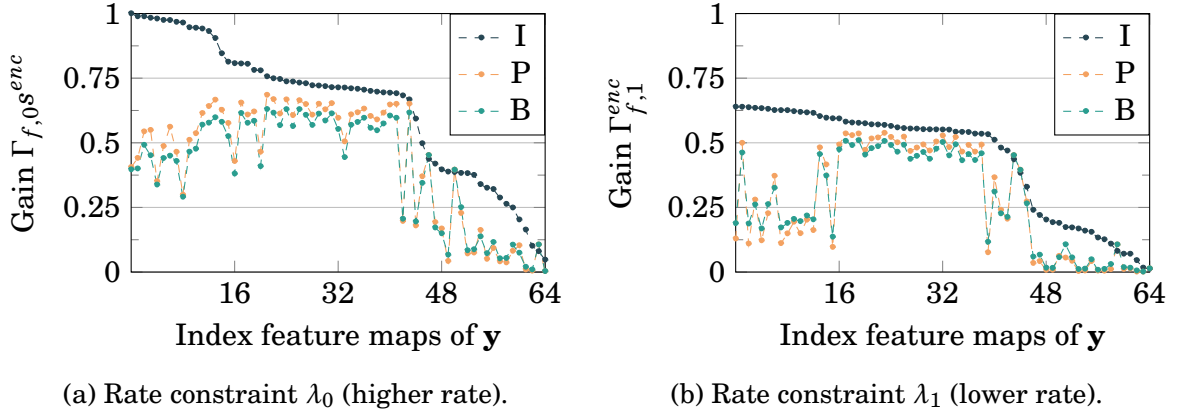 1
0.75
0.5
0.25
0
16
32
48
64
Gain Γ_{f,0}s^{enc}
Index feature maps of y
I
P
B
(a) Rate constraint λ₀ (higher rate).
1
0.75
0.5
0.25
0
16
32
48
64
Gain Γ^{enc}_{f,1}
Index feature maps of y
I
P
B
(b) Rate constraint λ₁ (lower rate).